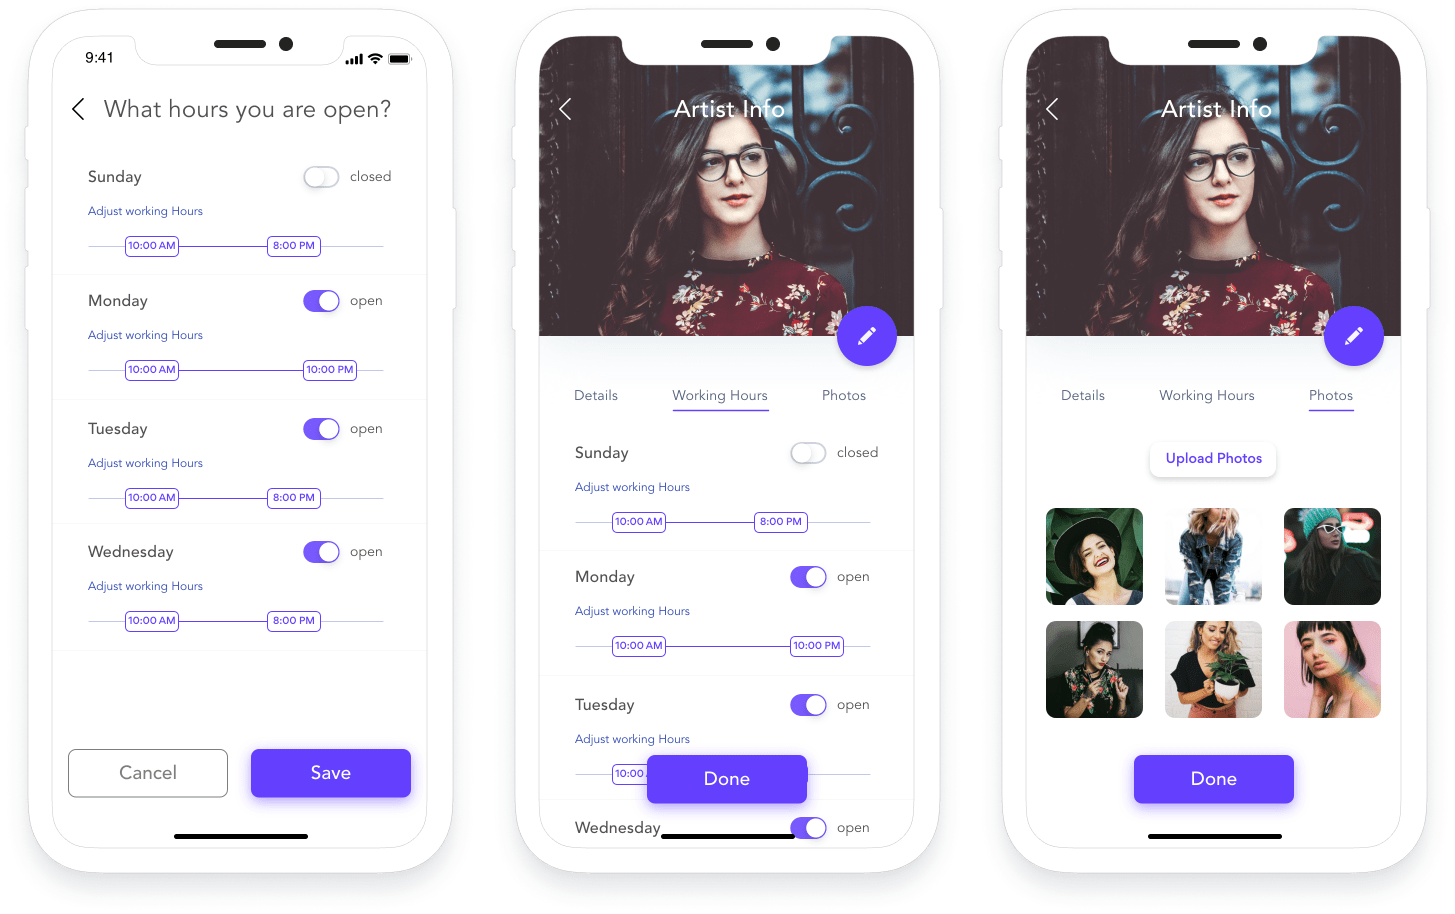 9:41
What hours you are open?
Sunday closed
Adjust working Hours
10:00 AM 8:00 PM
Monday open
Adjust working Hours
10:00 AM 10:00 PM
Tuesday open
Adjust working Hours
10:00 AM 8:00 PM
Wednesday open
Adjust working Hours
10:00 AM 8:00 PM
Cancel Save
Artist Info
Details Working Hours Photos
Sunday closed
Adjust working Hours
10:00 AM 8:00 PM
Monday open
Adjust working Hours
10:00 AM 10:00 PM
Tuesday open
Adjust working Hours
10:00
Done
Wednesday open
Artist Info
Details Working Hours Photos
Upload Photos
Done